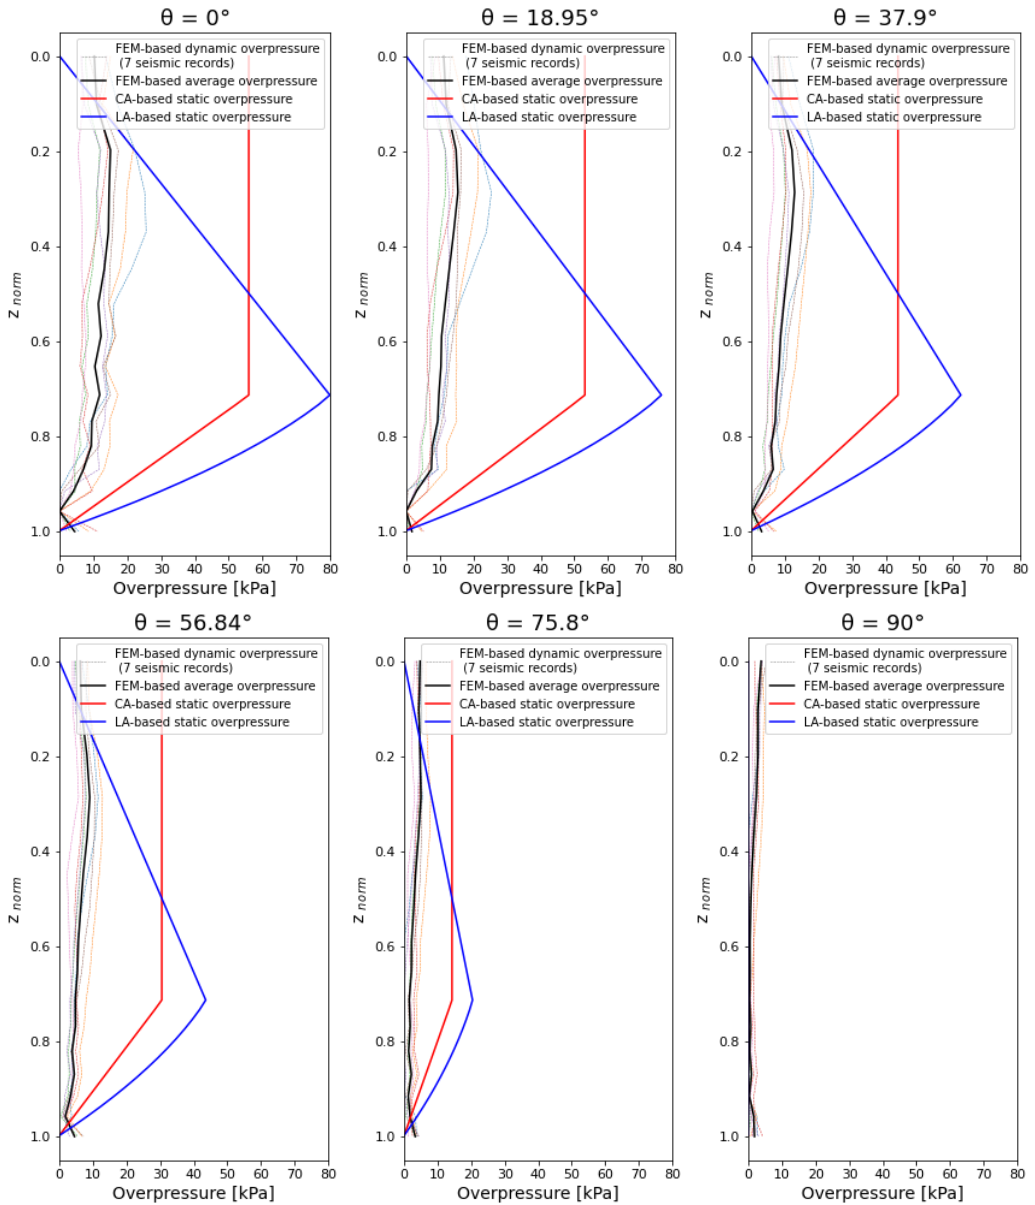 θ = 0°
FEM-based dynamic overpressure
(7 seismic records)
FEM-based average overpressure
CA-based static overpressure
LA-based static overpressure
0.0
0.2
0.4
0.6
0.8
1.0
z norm
0 10 20 30 40 50 60 70 80
Overpressure [kPa]
θ = 18.95°
FEM-based dynamic overpressure
(7 seismic records)
FEM-based average overpressure
CA-based static overpressure
LA-based static overpressure
0.0
0.2
0.4
0.6
0.8
1.0
z norm
0 10 20 30 40 50 60 70 80
Overpressure [kPa]
θ = 37.9°
FEM-based dynamic overpressure
(7 seismic records)
FEM-based average overpressure
CA-based static overpressure
LA-based static overpressure
0.0
0.2
0.4
0.6
0.8
1.0
z norm
0 10 20 30 40 50 60 70 80
Overpressure [kPa]
θ = 56.84°
FEM-based dynamic overpressure
(7 seismic records)
FEM-based average overpressure
CA-based static overpressure
LA-based static overpressure
0.0
0.2
0.4
0.6
0.8
1.0
z norm
0 10 20 30 40 50 60 70 80
Overpressure [kPa]
θ = 75.8°
FEM-based dynamic overpressure
(7 seismic records)
FEM-based average overpressure
CA-based static overpressure
LA-based static overpressure
0.0
0.2
0.4
0.6
0.8
1.0
z norm
0 10 20 30 40 50 60 70 80
Overpressure [kPa]
θ = 90°
FEM-based dynamic overpressure
(7 seismic records)
FEM-based average overpressure
CA-based static overpressure
LA-based static overpressure
0.0
0.2
0.4
0.6
0.8
1.0
z norm
0 10 20 30 40 50 60 70 80
Overpressure [kPa]